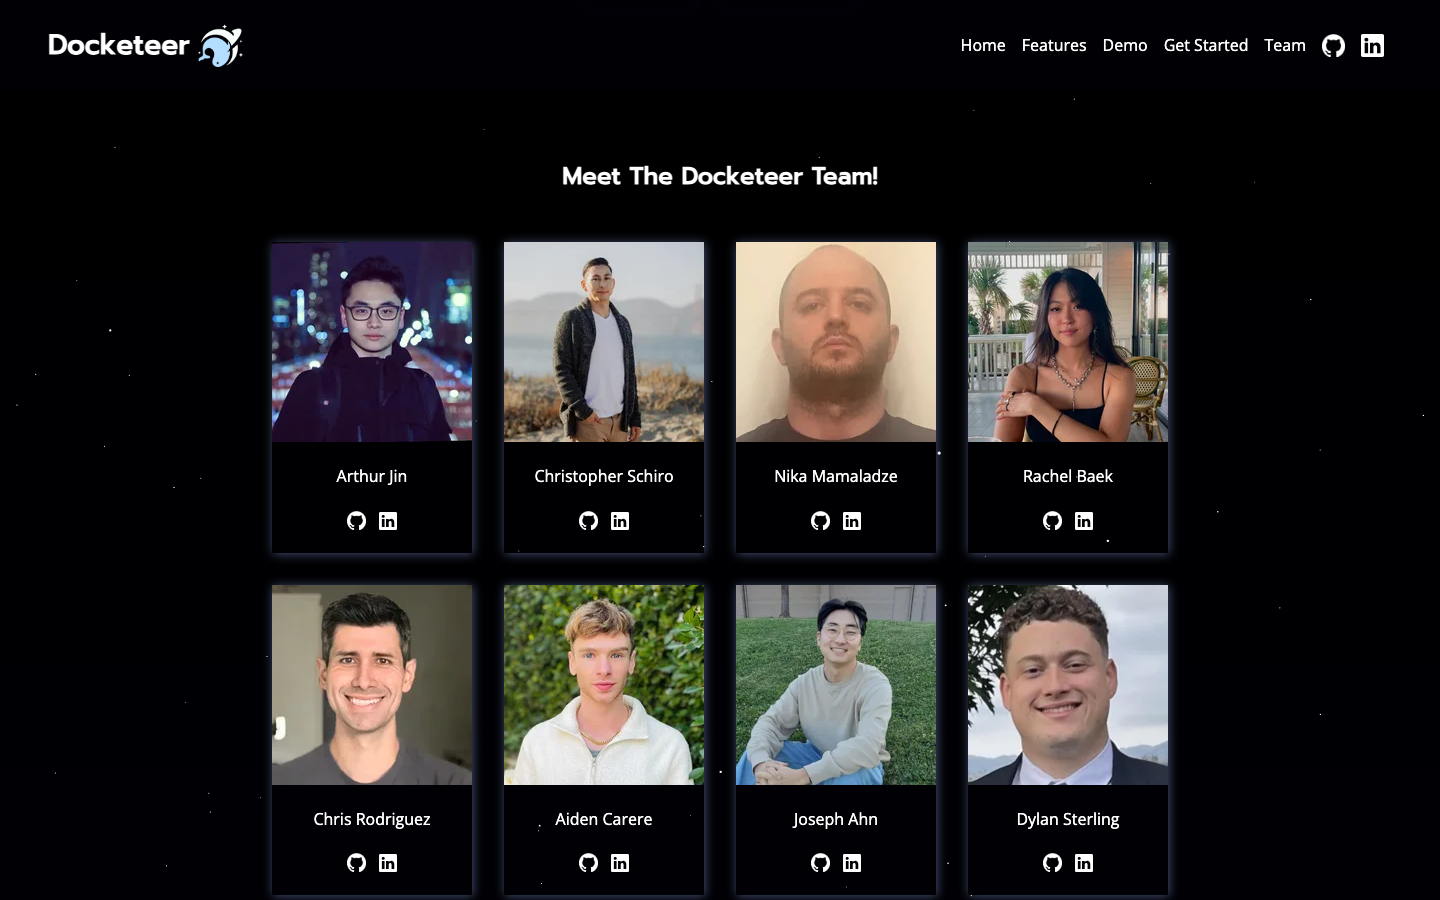 Docketeer
Home Features Demo Get Started Team
Meet The Docketeer Team!
Arthur Jin
Christopher Schiro
Nika Mamaladze
Rachel Baek
Chris Rodriguez
Aiden Carere
Joseph Ahn
Dylan Sterling